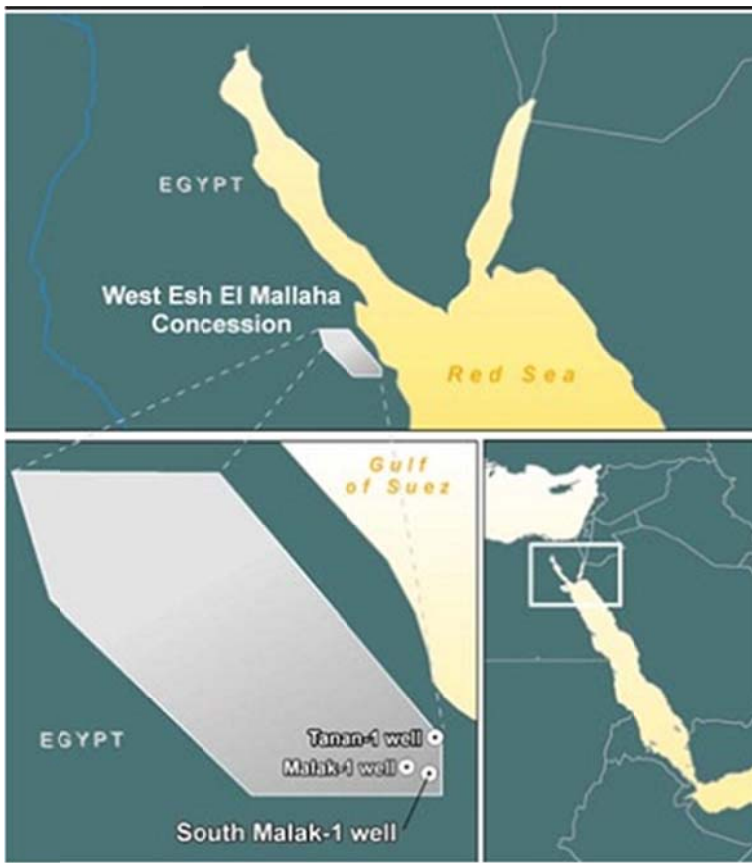 EGYPT
West Esh El Mallaha
Concession
Red Sea
Gulf
of Suez
Tanan-1 well
EGYPT
Malak-1 well
South Malak-1 well